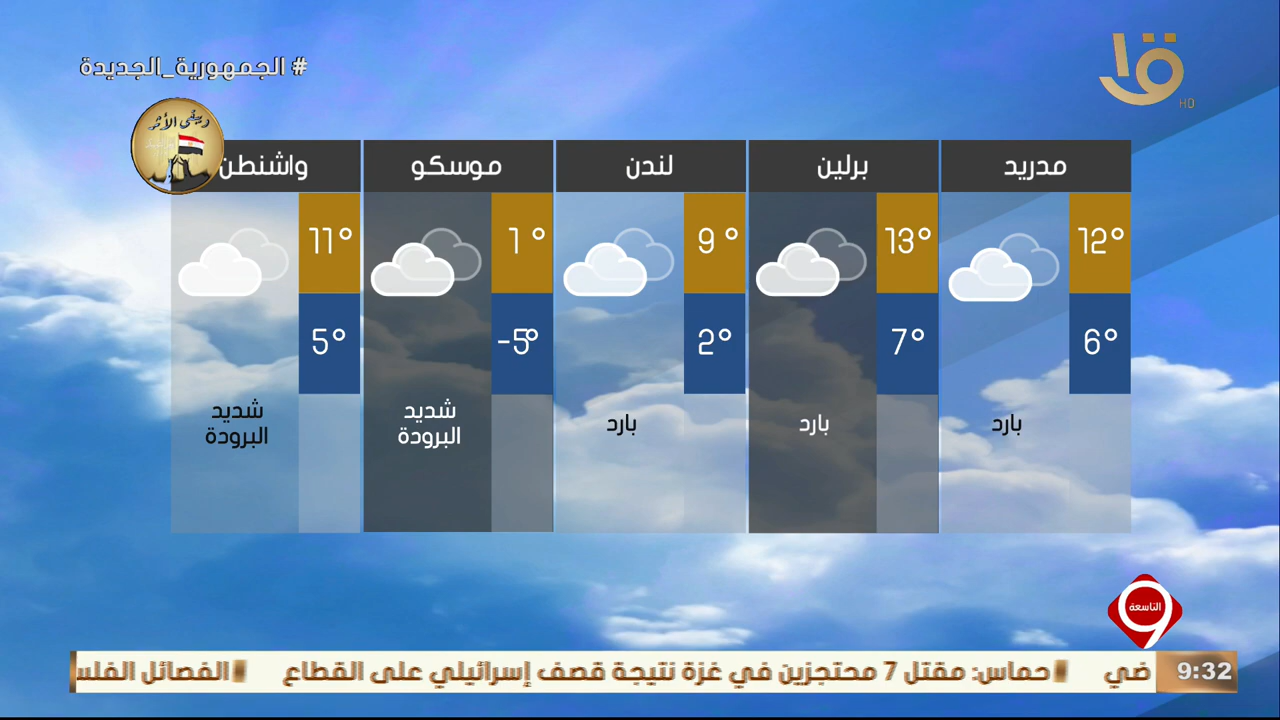 # الجمهورية_الجديدة
HD
مدريد
برلين
لندن
موسكو
واشنطن
12°
13°
9°
1°
11°
6°
7°
2°
-5°
5°
بارد
بارد
بارد
شديد
البرودة
شديد
البرودة
التاسعة
9
9:32
ضي
حماس: مقتل 7 محتجزين في غزة نتيجة قصف إسرائيلي على القطاع
الفصائل الفلس